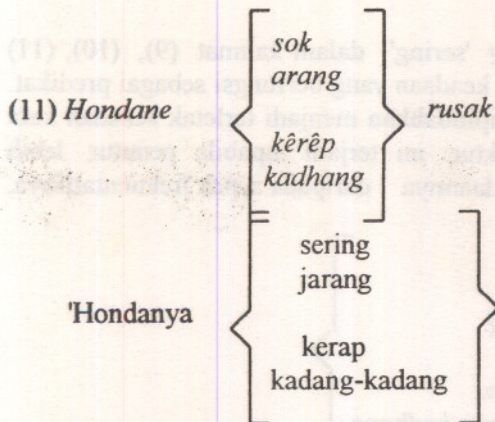 sok
arang
(11) Hondane rusak
kêrêp
kadhang
sering
jarang
'Hondanya
kerap
kadang-kadang